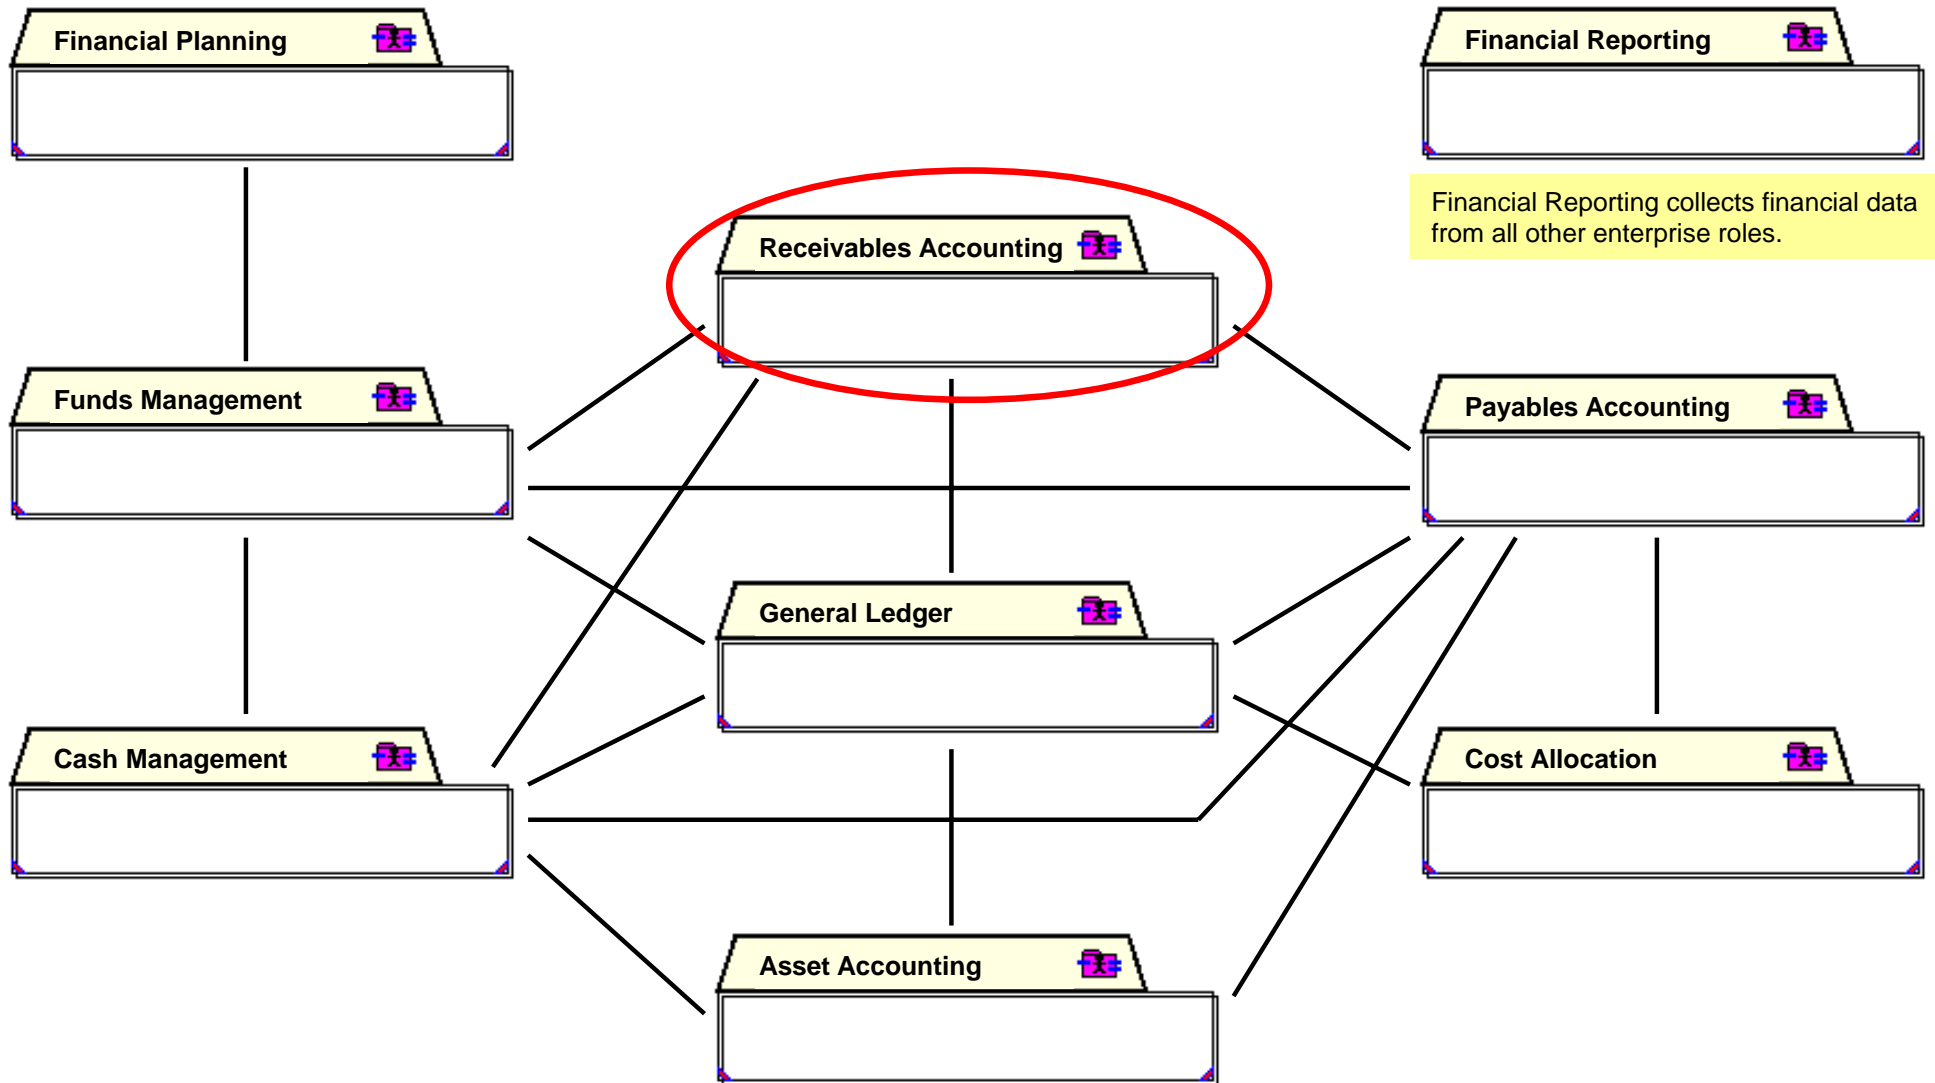 Financial Planning
Financial Reporting
Financial Reporting collects financial data
from all other enterprise roles.
Receivables Accounting
Funds Management
Payables Accounting
General Ledger
Cash Management
Cost Allocation
Asset Accounting